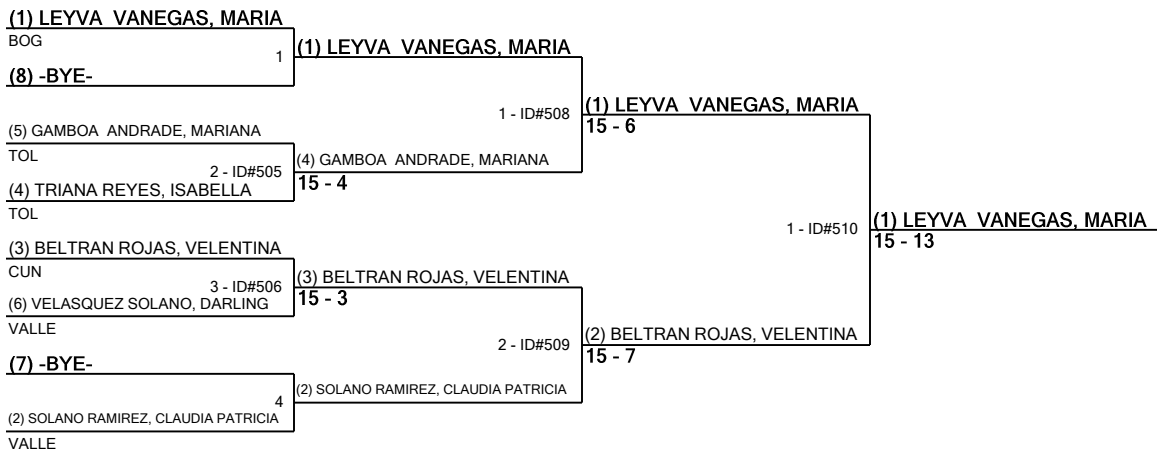 (1) LEYVA  VANEGAS, MARIA
BOG
1
(1) LEYVA  VANEGAS, MARIA
(8) -BYE-
1 - ID#508
(1) LEYVA  VANEGAS, MARIA
15 - 6
(5) GAMBOA  ANDRADE, MARIANA
TOL
2 - ID#505
(4) GAMBOA  ANDRADE, MARIANA
15 - 4
(4) TRIANA REYES, ISABELLA
TOL
1 - ID#510
(1) LEYVA  VANEGAS, MARIA
15 - 13
(3) BELTRAN ROJAS, VELENTINA
CUN
3 - ID#506
(3) BELTRAN ROJAS, VELENTINA
15 - 3
(6) VELASQUEZ SOLANO, DARLING
VALLE
2 - ID#509
(2) BELTRAN ROJAS, VELENTINA
15 - 7
(7) -BYE-
4
(2) SOLANO RAMIREZ, CLAUDIA PATRICIA
(2) SOLANO RAMIREZ, CLAUDIA PATRICIA
VALLE